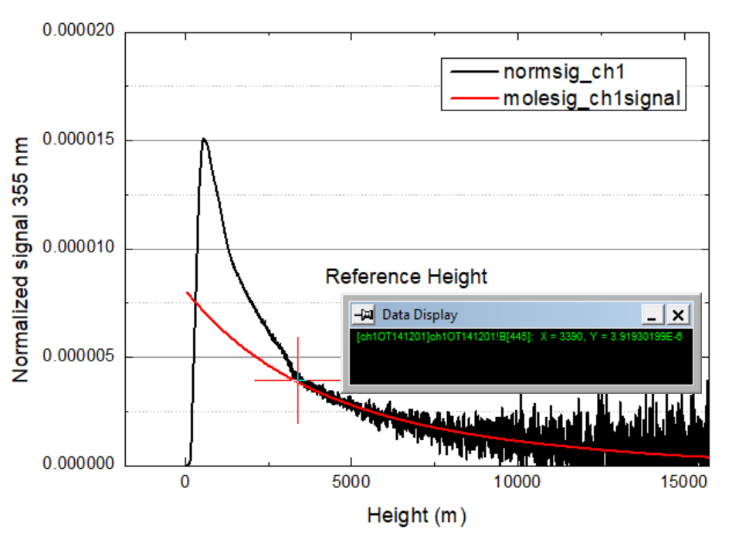 0.000020
0.000015
0.000010
0.000005
0.000000
Normalized signal 355 nm
normsig_ch1
molesig_ch1signal
Reference Height
Data Display
[ch1OT141201]ch1OT141201!B[445]: X = 3390, Y = 3.91930199E-6
0 5000 10000 15000
Height (m)